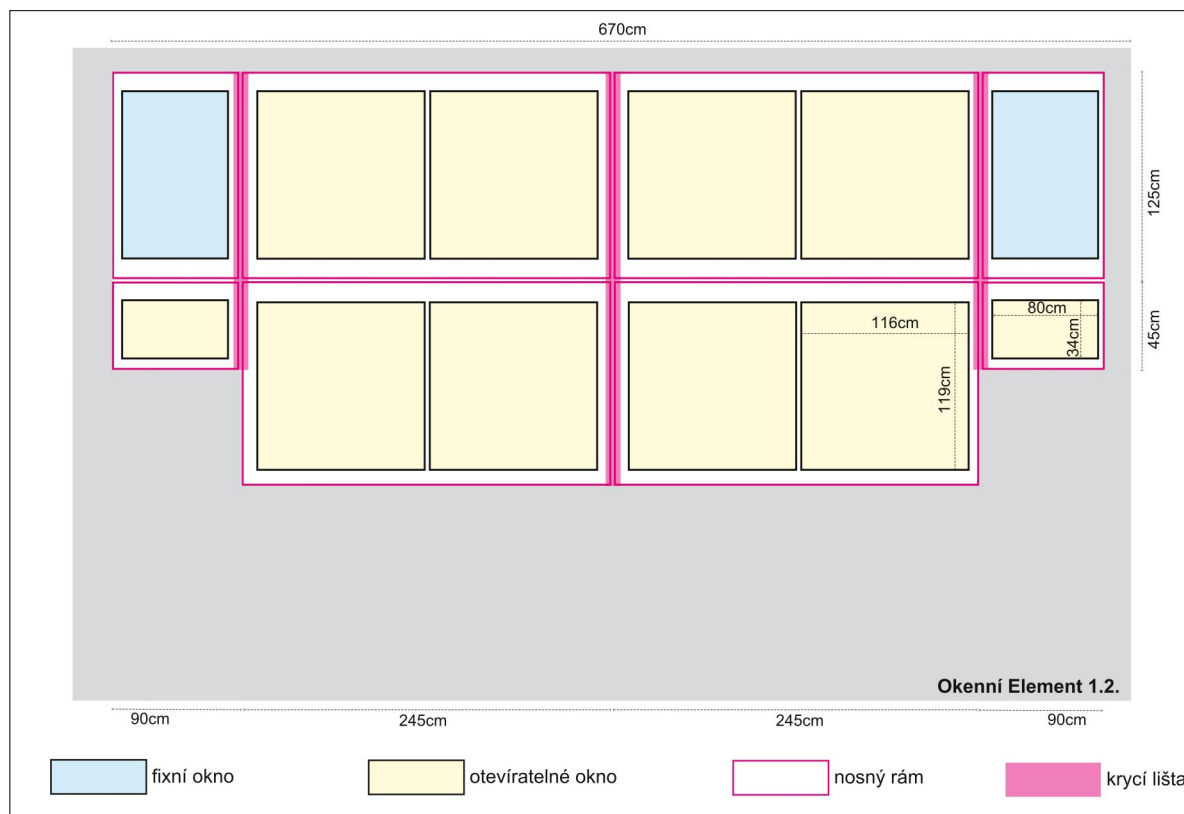 670cm
125cm
116cm
80cm
34cm
45cm
119cm
Okenní Element 1.2.
90cm
245cm
245cm
90cm
fixní okno
otevíratelné okno
nosný rám
krycí lišta